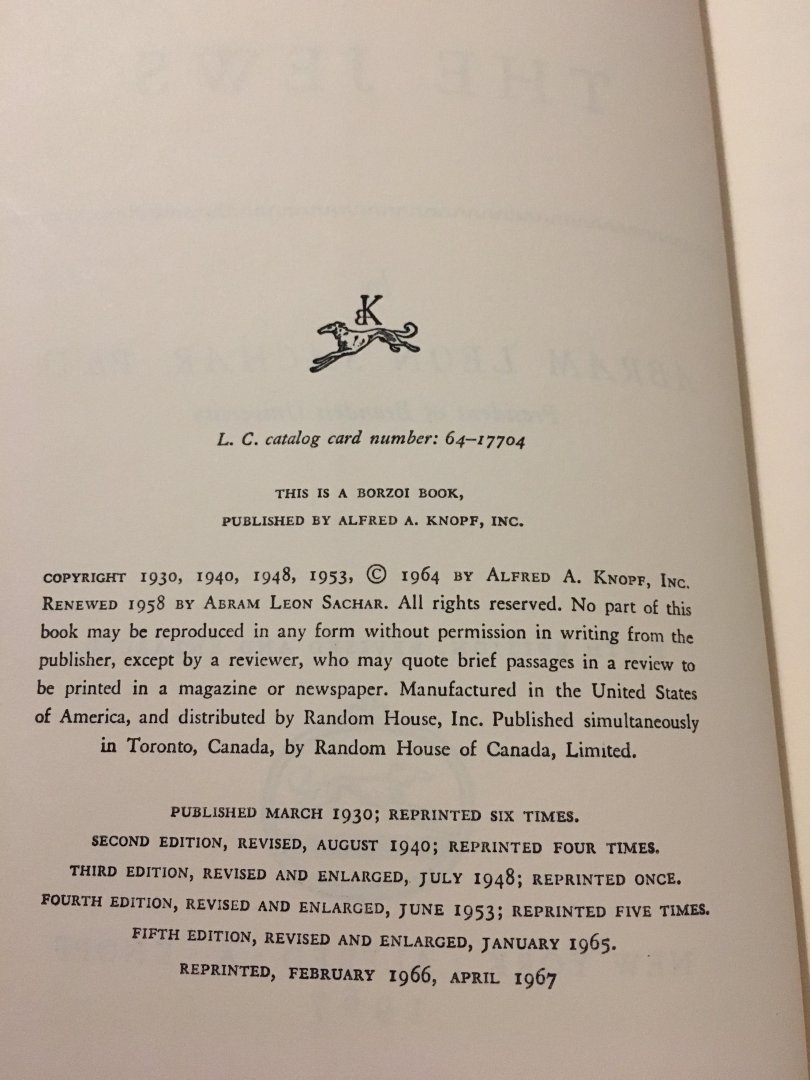 BK
L. C. catalog card number: 64–17704
THIS IS A BORZOI BOOK,
PUBLISHED BY ALFRED A. KNOPF, INC.
COPYRIGHT 1930, 1940, 1948, 1953, © 1964 BY ALFRED A. KNOPF, INC.
RENEWED 1958 BY ABRAM LEON SACHAR. All rights reserved. No part of this
book may be reproduced in any form without permission in writing from the
publisher, except by a reviewer, who may quote brief passages in a review to
be printed in a magazine or newspaper. Manufactured in the United States
of America, and distributed by Random House, Inc. Published simultaneously
in Toronto, Canada, by Random House of Canada, Limited.
PUBLISHED MARCH 1930; REPRINTED SIX TIMES.
SECOND EDITION, REVISED, AUGUST 1940; REPRINTED FOUR TIMES.
THIRD EDITION, REVISED AND ENLARGED, JULY 1948; REPRINTED ONCE.
FOURTH EDITION, REVISED AND ENLARGED, JUNE 1953; REPRINTED FIVE TIMES.
FIFTH EDITION, REVISED AND ENLARGED, JANUARY 1965.
REPRINTED, FEBRUARY 1966, APRIL 1967